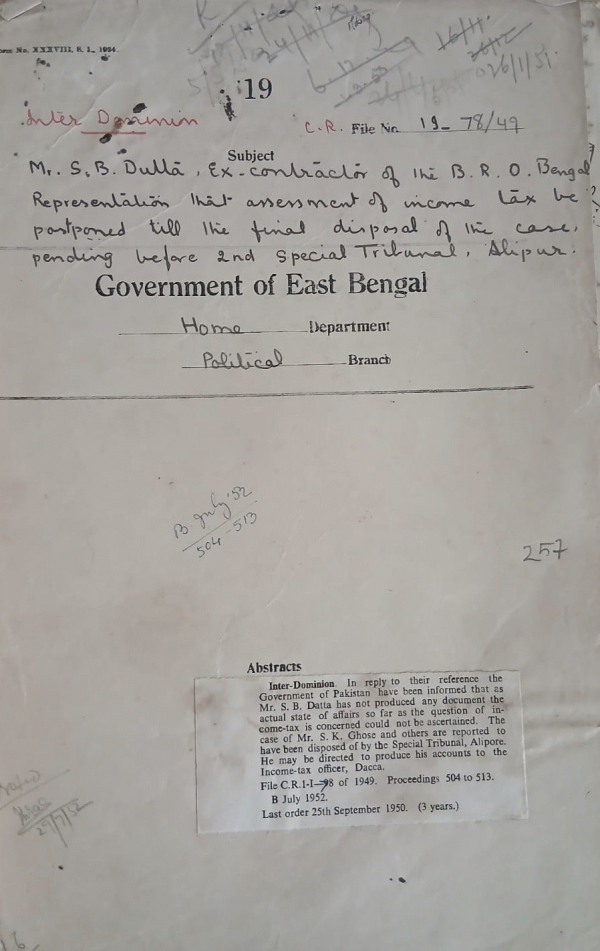 No. XXXVIII, E. L., 1894.
26/1/51.
19
Inter Dominion
C.R. File No. 19-78/49
Subject
Mr. S. B. Dutta, Ex-contractor of the B. R. O. Bengal
Representation that assessment of income tax be
postponed till the final disposal of the case,
pending before 2nd Special Tribunal, Alipur.
Government of East Bengal
Home Department
Political Branch
B. July '52
504-513
257
Abstracts
Inter-Dominion. In reply to their reference the
Government of Pakistan have been informed that as
Mr. S. B. Datta has not produced any document the
actual state of affairs so far as the question of in-
come-tax is concerned could not be ascertained. The
case of Mr. S. K. Ghose and others are reported to
have been disposed of by the Special Tribunal, Alipore.
He may be directed to produce his accounts to the
Income-tax officer, Dacca.
File C.R.1-I-78 of 1949. Proceedings 504 to 513.
B July 1952.
Last order 25th September 1950. (3 years.)